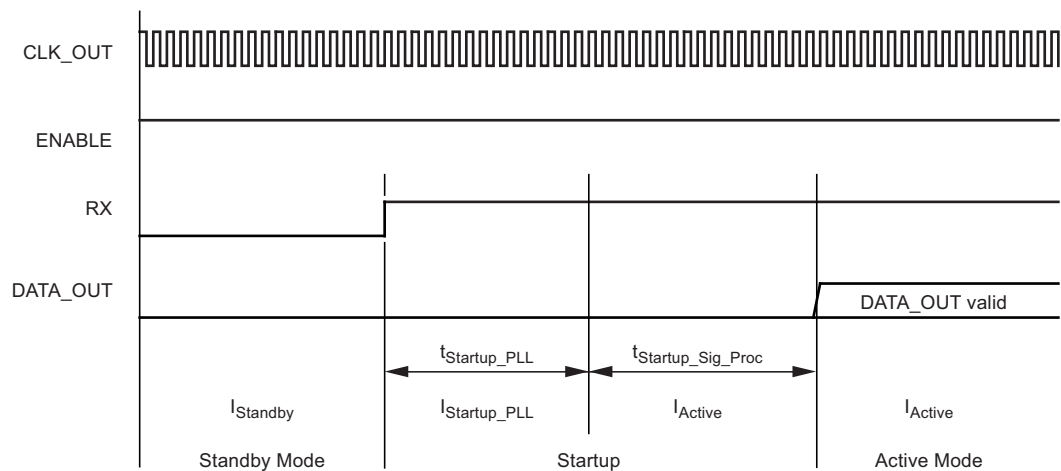 CLK_OUT
ENABLE
RX
DATA_OUT
DATA_OUT valid
tStartup_PLL
tStartup_Sig_Proc
IStandby
IStartup_PLL
IActive
IActive
Standby Mode
Startup
Active Mode